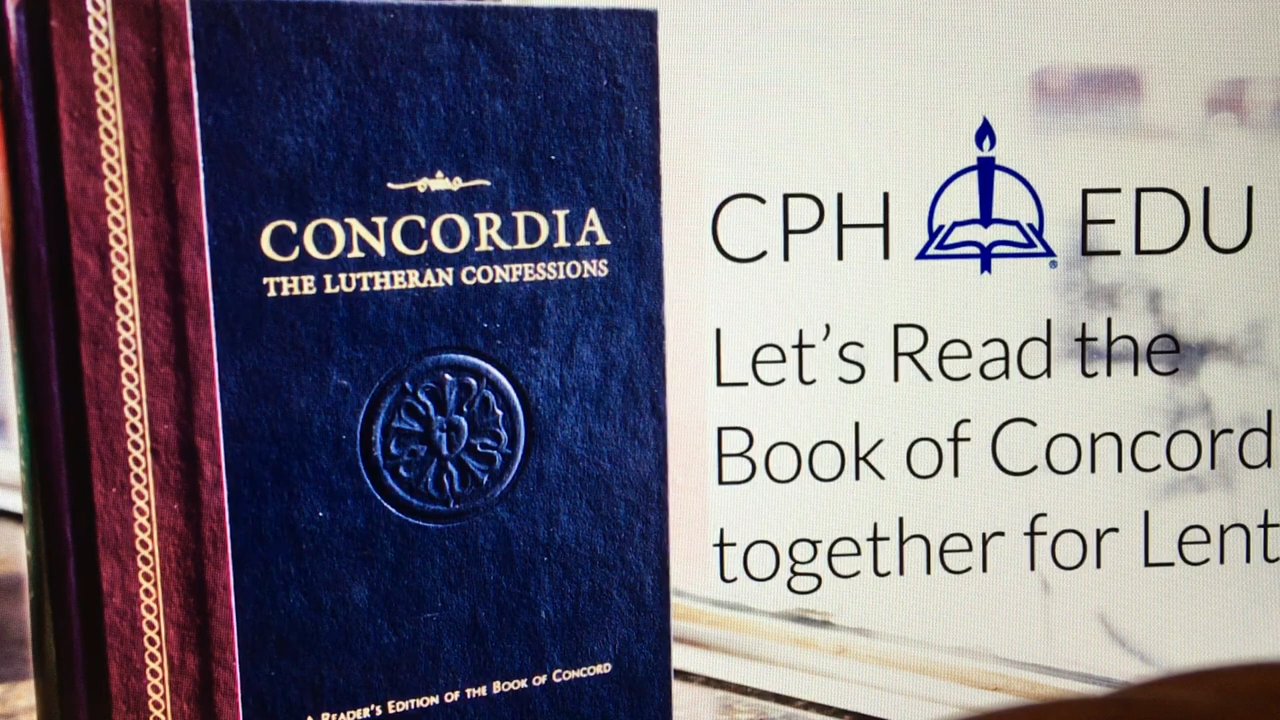 CONCORDIA
THE LUTHERAN CONFESSIONS
A READER'S EDITION OF THE BOOK OF CONCORD
CPH EDU
®
Let's Read the
Book of Concord
together for Lent